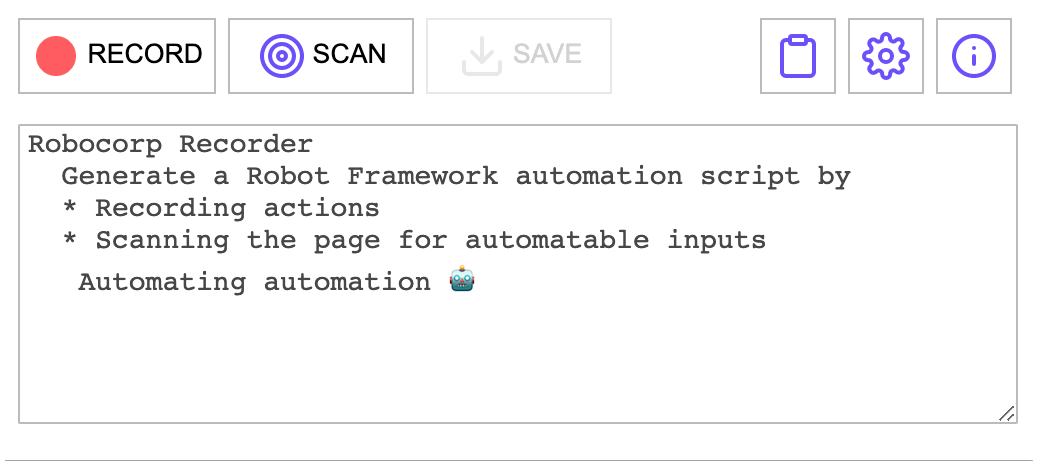 RECORD SCAN SAVE
Robocorp Recorder
Generate a Robot Framework automation script by
* Recording actions
* Scanning the page for automatable inputs
Automating automation 🤖